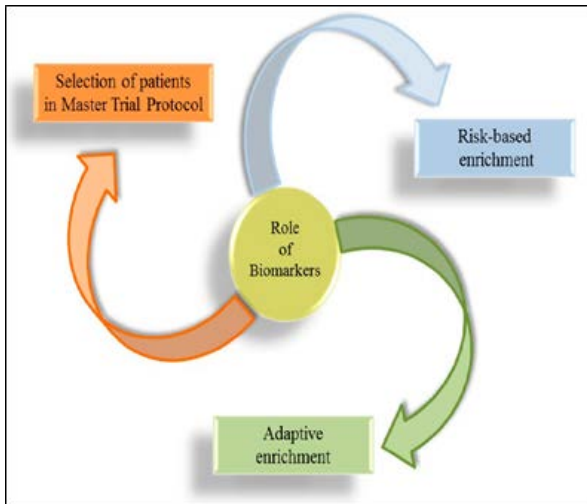 Selection of patients
in Master Trial Protocol
Risk-based
enrichment
Role
of
Biomarkers
Adaptive
enrichment